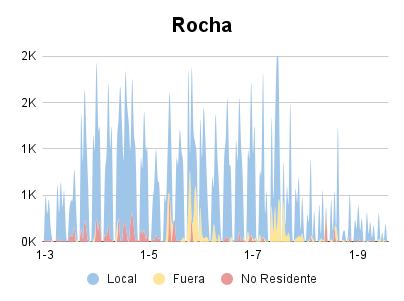 Rocha
2K
2K
1K
1K
0K
1-3 1-5 1-7 1-9
Local Fuera No Residente